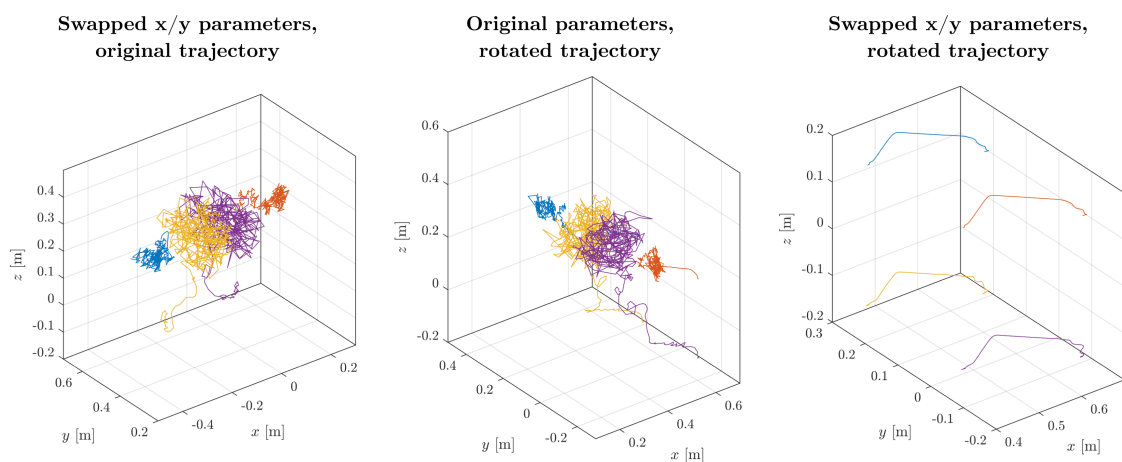 Swapped x/y parameters,
original trajectory
Original parameters,
rotated trajectory
Swapped x/y parameters,
rotated trajectory
0.4
0.3
0.2
0.1
0
-0.1
-0.2
z [m]
0.6
0.4
0.2
y [m]
-0.4
-0.2
0
0.2
x [m]
0.6
0.4
0.2
0
-0.2
z [m]
0.4
0.2
0
-0.2
y [m]
0.2
0.4
0.6
x [m]
0.2
0.1
0
-0.1
-0.2
z [m]
0.3
0.2
0.1
0
-0.1
-0.2
y [m]
0.4
0.5
0.6
x [m]